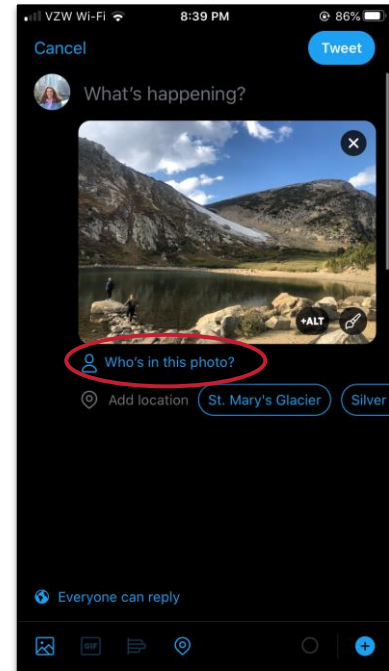 VZW Wi-Fi 8:39 PM 86%
Cancel Tweet
What's happening?
+ALT
Who's in this photo?
Add location St. Mary's Glacier Silver
Everyone can reply
GIF